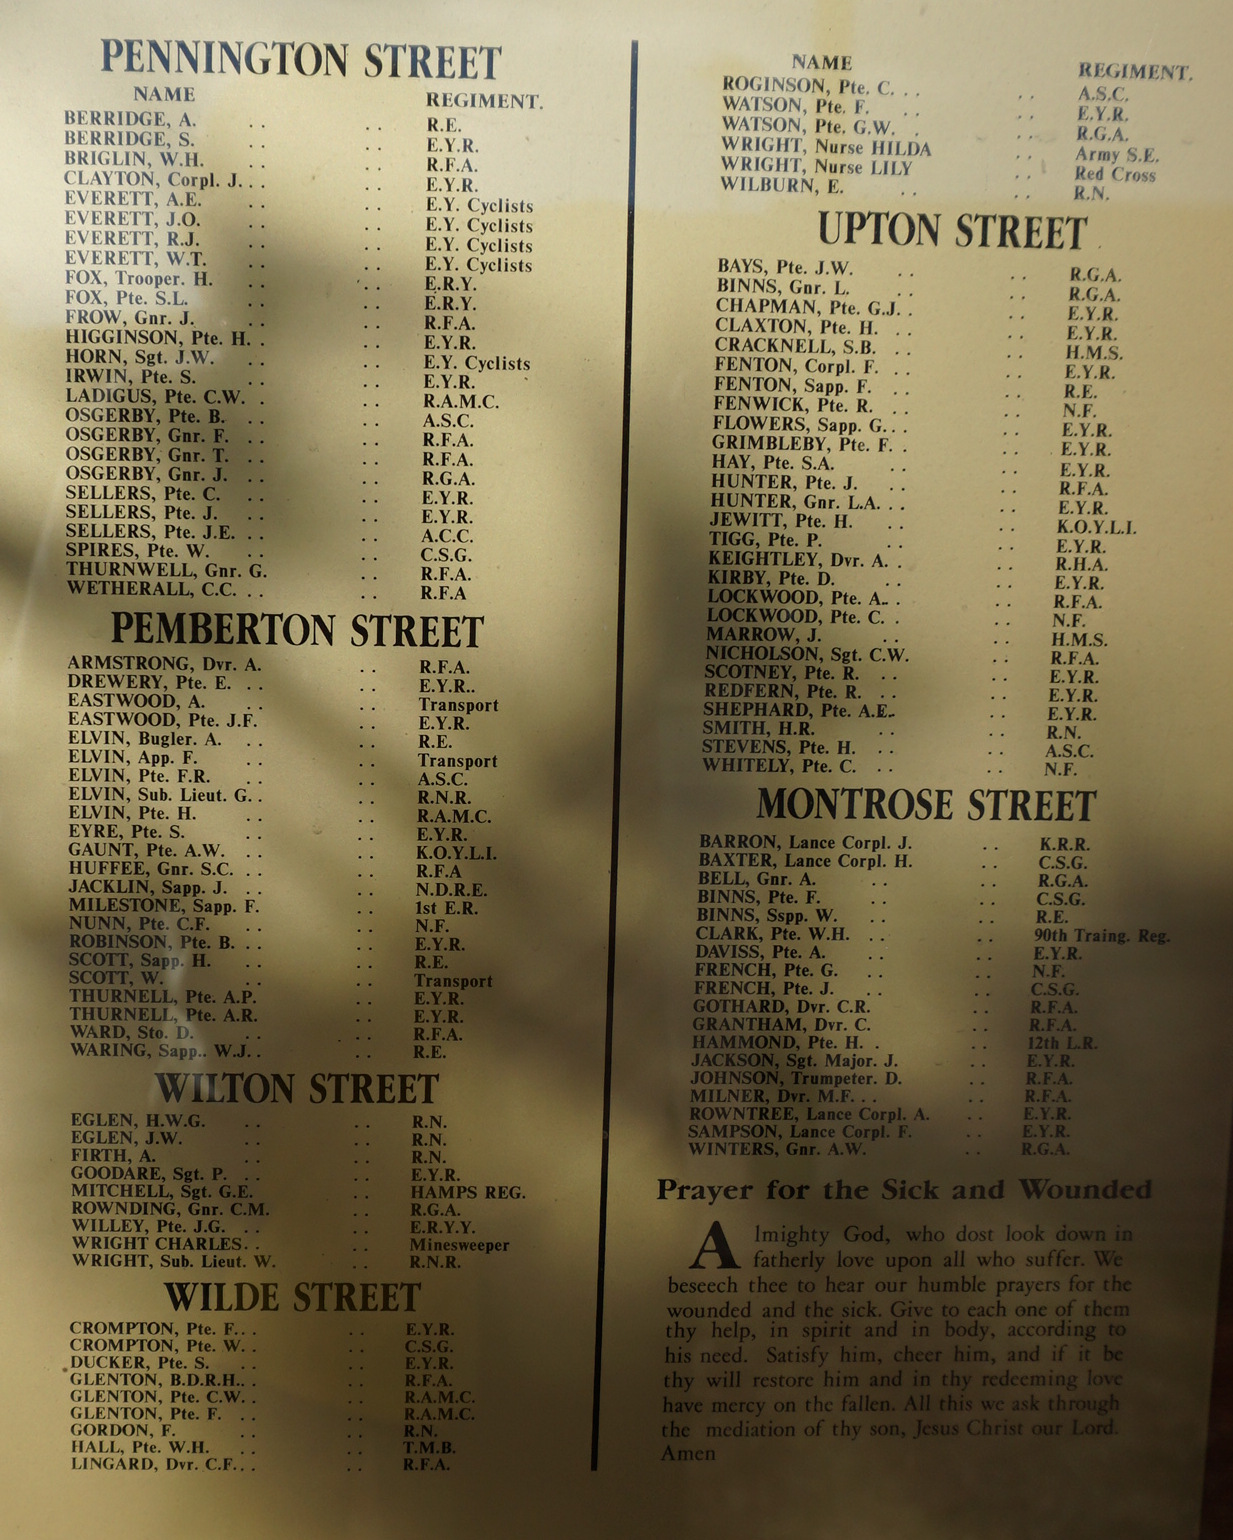 PENNINGTON STREET
NAME REGIMENT.
BERRIDGE, A. . . . . R.E.
BERRIDGE, S. . . . . E.Y.R.
BRIGLIN, W.H. . . . . R.F.A.
CLAYTON, Corpl. J. . . . . E.Y.R.
EVERETT, A.E. . . . . E.Y. Cyclists
EVERETT, J.O. . . . . E.Y. Cyclists
EVERETT, R.J. . . . . E.Y. Cyclists
EVERETT, W.T. . . . . E.Y. Cyclists
FOX, Trooper. H. . . . . E.R.Y.
FOX, Pte. S.L. . . . . E.R.Y.
FROW, Gnr. J. . . . . R.F.A.
HIGGINSON, Pte. H. . . . E.Y.R.
HORN, Sgt. J.W. . . . . E.Y. Cyclists
IRWIN, Pte. S. . . . . E.Y.R.
LADIGUS, Pte. C.W. . . . R.A.M.C.
OSGERBY, Pte. B. . . . . A.S.C.
OSGERBY, Gnr. F. . . . . R.F.A.
OSGERBY, Gnr. T. . . . . R.F.A.
OSGERBY, Gnr. J. . . . . R.G.A.
SELLERS, Pte. C. . . . . E.Y.R.
SELLERS, Pte. J. . . . . E.Y.R.
SELLERS, Pte. J.E. . . . . A.C.C.
SPIRES, Pte. W. . . . . C.S.G.
THURNWELL, Gnr. G. . . R.F.A.
WETHERALL, C.C. . . . . R.F.A
PEMBERTON STREET
ARMSTRONG, Dvr. A. . . R.F.A.
DREWERY, Pte. E. . . . . E.Y.R..
EASTWOOD, A. . . . . Transport
EASTWOOD, Pte. J.F. . . E.Y.R.
ELVIN, Bugler. A. . . . . R.E.
ELVIN, App. F. . . . . Transport
ELVIN, Pte. F.R. . . . . A.S.C.
ELVIN, Sub. Lieut. G. . . . R.N.R.
ELVIN, Pte. H. . . . . R.A.M.C.
EYRE, Pte. S. . . . . E.Y.R.
GAUNT, Pte. A.W. . . . . K.O.Y.L.I.
HUFFEE, Gnr. S.C. . . . . R.F.A
JACKLIN, Sapp. J. . . . . N.D.R.E.
MILESTONE, Sapp. F. . . 1st E.R.
NUNN, Pte. C.F. . . . . N.F.
ROBINSON, Pte. B. . . . . E.Y.R.
SCOTT, Sapp. H. . . . . R.E.
SCOTT, W. . . . . Transport
THURNELL, Pte. A.P. . . E.Y.R.
THURNELL, Pte. A.R. . . E.Y.R.
WARD, Sto. D. . . . . R.F.A.
WARING, Sapp.. W.J. . . . R.E.
WILTON STREET
EGLEN, H.W.G. . . . . R.N.
EGLEN, J.W. . . . . R.N.
FIRTH, A. . . . . R.N.
GOODARE, Sgt. P. . . . . E.Y.R.
MITCHELL, Sgt. G.E. . . HAMPS REG.
ROWNDING, Gnr. C.M. . . R.G.A.
WILLEY, Pte. J.G. . . . . E.R.Y.Y.
WRIGHT CHARLES. . . . Minesweeper
WRIGHT, Sub. Lieut. W. . . R.N.R.
WILDE STREET
CROMPTON, Pte. F. . . . . E.Y.R.
CROMPTON, Pte. W. . . . . C.S.G.
DUCKER, Pte. S. . . . . E.Y.R.
GLENTON, B.D.R.H. . . . . R.F.A.
GLENTON, Pte. C.W. . . . . R.A.M.C.
GLENTON, Pte. F. . . . . R.A.M.C.
GORDON, F. . . . . R.N.
HALL, Pte. W.H. . . . . T.M.B.
LINGARD, Dvr. C.F. . . . . R.F.A.
NAME REGIMENT.
ROGINSON, Pte. C. . . . . A.S.C.
WATSON, Pte. F. . . . . E.Y.R.
WATSON, Pte. G.W. . . . R.G.A.
WRIGHT, Nurse HILDA . . Army S.E.
WRIGHT, Nurse LILY . . Red Cross
WILBURN, E. . . . . R.N.
UPTON STREET
BAYS, Pte. J.W. . . . . R.G.A.
BINNS, Gnr. L. . . . . R.G.A.
CHAPMAN, Pte. G.J. . . . . E.Y.R.
CLAXTON, Pte. H. . . . . E.Y.R.
CRACKNELL, S.B. . . . . H.M.S.
FENTON, Corpl. F. . . . . E.Y.R.
FENTON, Sapp. F. . . . . R.E.
FENWICK, Pte. R. . . . . N.F.
FLOWERS, Sapp. G. . . . . E.Y.R.
GRIMBLEBY, Pte. F. . . . E.Y.R.
HAY, Pte. S.A. . . . . E.Y.R.
HUNTER, Pte. J. . . . . R.F.A.
HUNTER, Gnr. L.A. . . . . E.Y.R.
JEWITT, Pte. H. . . . . K.O.Y.L.I.
TIGG, Pte. P. . . . . E.Y.R.
KEIGHTLEY, Dvr. A. . . . R.H.A.
KIRBY, Pte. D. . . . . E.Y.R.
LOCKWOOD, Pte. A.. . . . R.F.A.
LOCKWOOD, Pte. C. . . . N.F.
MARROW, J. . . . . H.M.S.
NICHOLSON, Sgt. C.W. . . R.F.A.
SCOTNEY, Pte. R. . . . . E.Y.R.
REDFERN, Pte. R. . . . . E.Y.R.
SHEPHARD, Pte. A.E.. . . E.Y.R.
SMITH, H.R. . . . . R.N.
STEVENS, Pte. H. . . . . A.S.C.
WHITELY, Pte. C. . . . . N.F.
MONTROSE STREET
BARRON, Lance Corpl. J. . . K.R.R.
BAXTER, Lance Corpl. H. . . C.S.G.
BELL, Gnr. A. . . . . R.G.A.
BINNS, Pte. F. . . . . C.S.G.
BINNS, Sspp. W. . . . . R.E.
CLARK, Pte. W.H. . . . . 90th Traing. Reg.
DAVISS, Pte. A. . . . . E.Y.R.
FRENCH, Pte. G. . . . . N.F.
FRENCH, Pte. J. . . . . C.S.G.
GOTHARD, Dvr. C.R. . . R.F.A.
GRANTHAM, Dvr. C. . . R.F.A.
HAMMOND, Pte. H. . . . 12th L.R.
JACKSON, Sgt. Major. J. . . E.Y.R.
JOHNSON, Trumpeter. D. . . R.F.A.
MILNER, Dvr. M.F. . . . . R.F.A.
ROWNTREE, Lance Corpl. A. . . E.Y.R.
SAMPSON, Lance Corpl. F. . . E.Y.R.
WINTERS, Gnr. A.W. . . R.G.A.
Prayer for the Sick and Wounded
Almighty God, who dost look down in
fatherly love upon all who suffer. We
beseech thee to hear our humble prayers for the
wounded and the sick. Give to each one of them
thy help, in spirit and in body, according to
his need. Satisfy him, cheer him, and if it be
thy will restore him and in thy redeeming love
have mercy on the fallen. All this we ask through
the mediation of thy son, Jesus Christ our Lord.
Amen